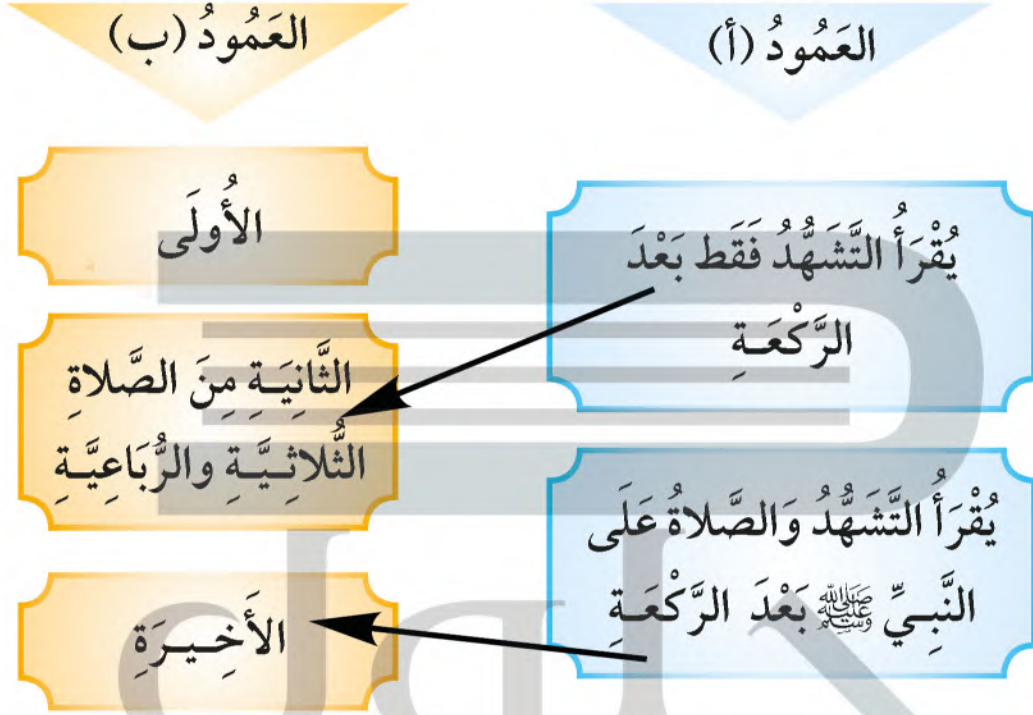 العَمُودُ (أ)
يُقْرَأُ التَّشَهُّدُ فَقَط بَعْدَ
الرَّكْعَةِ
يُقْرَأُ التَّشَهُّدُ وَالصَّلاةُ عَلَى
النَّبِيِّ ﷺ بَعْدَ الرَّكْعَةِ
العَمُودُ (ب)
الأُولَى
الثَّانِيَةِ مِنَ الصَّلاةِ
الثُّلاثِيَّةِ والرُّبَاعِيَّةِ
الأَخِيرَةِ